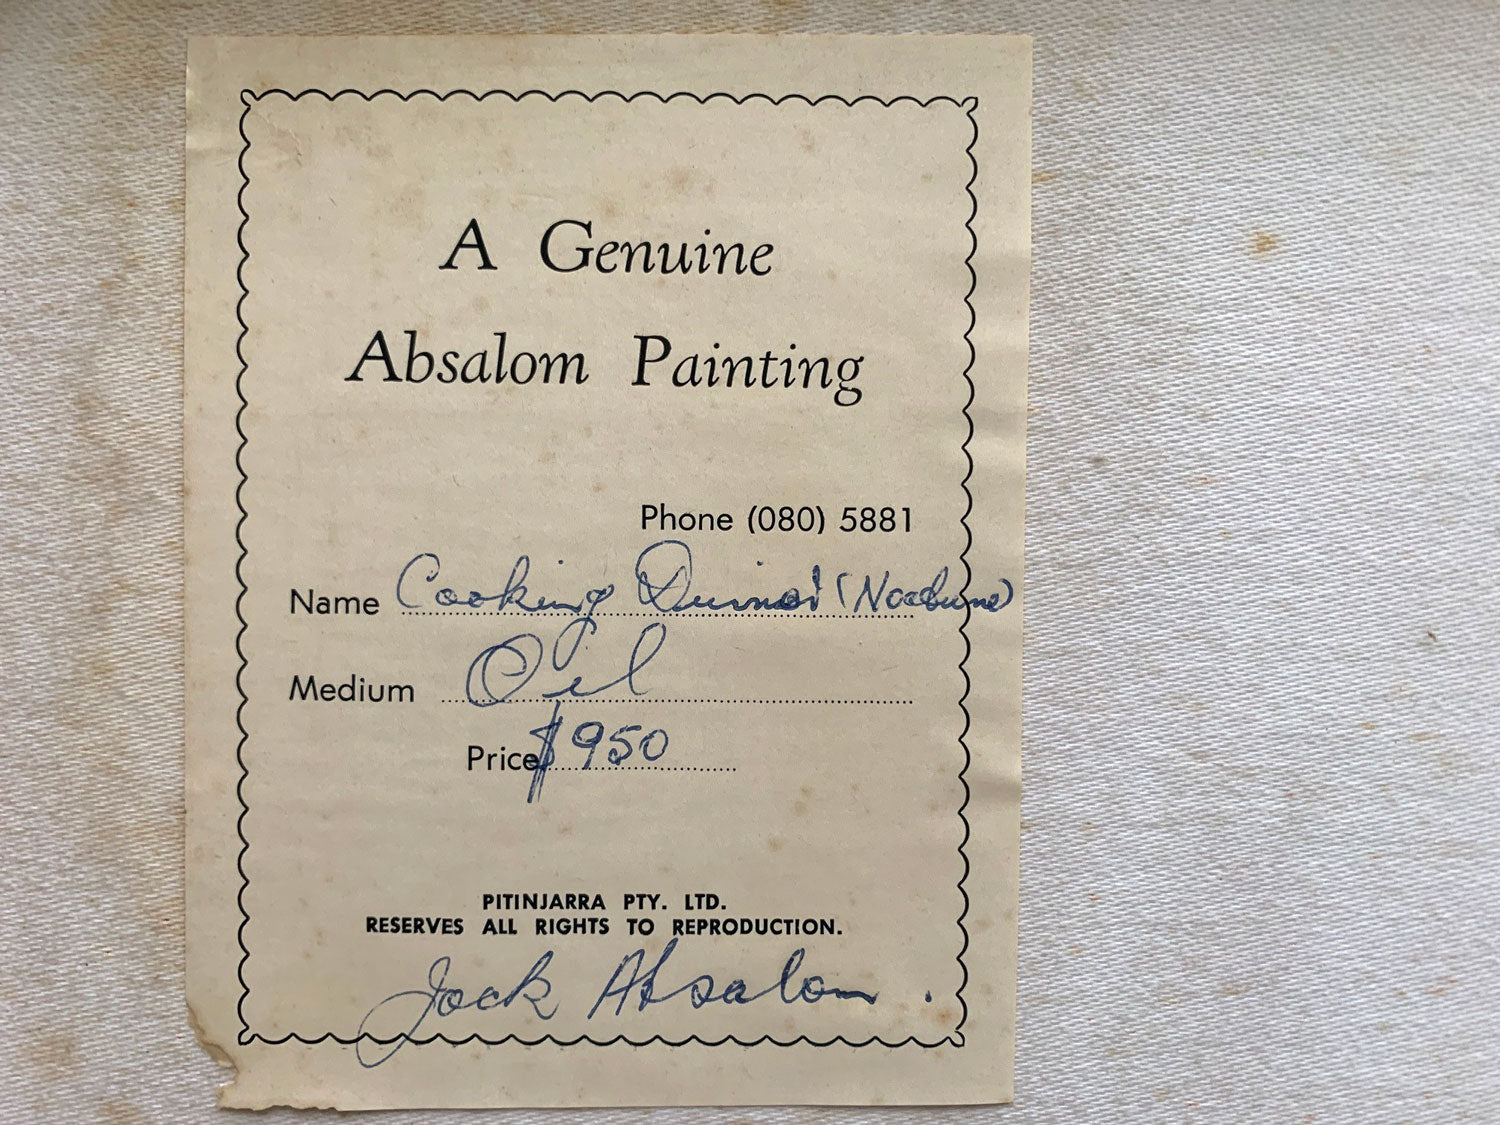 A Genuine
Absalom Painting
Phone (080) 5881
Name Cooking (Nocturne)
Medium Oil
Price $950
PITINJARRA PTY. LTD.
RESERVES ALL RIGHTS TO REPRODUCTION.
Jack Absalom.